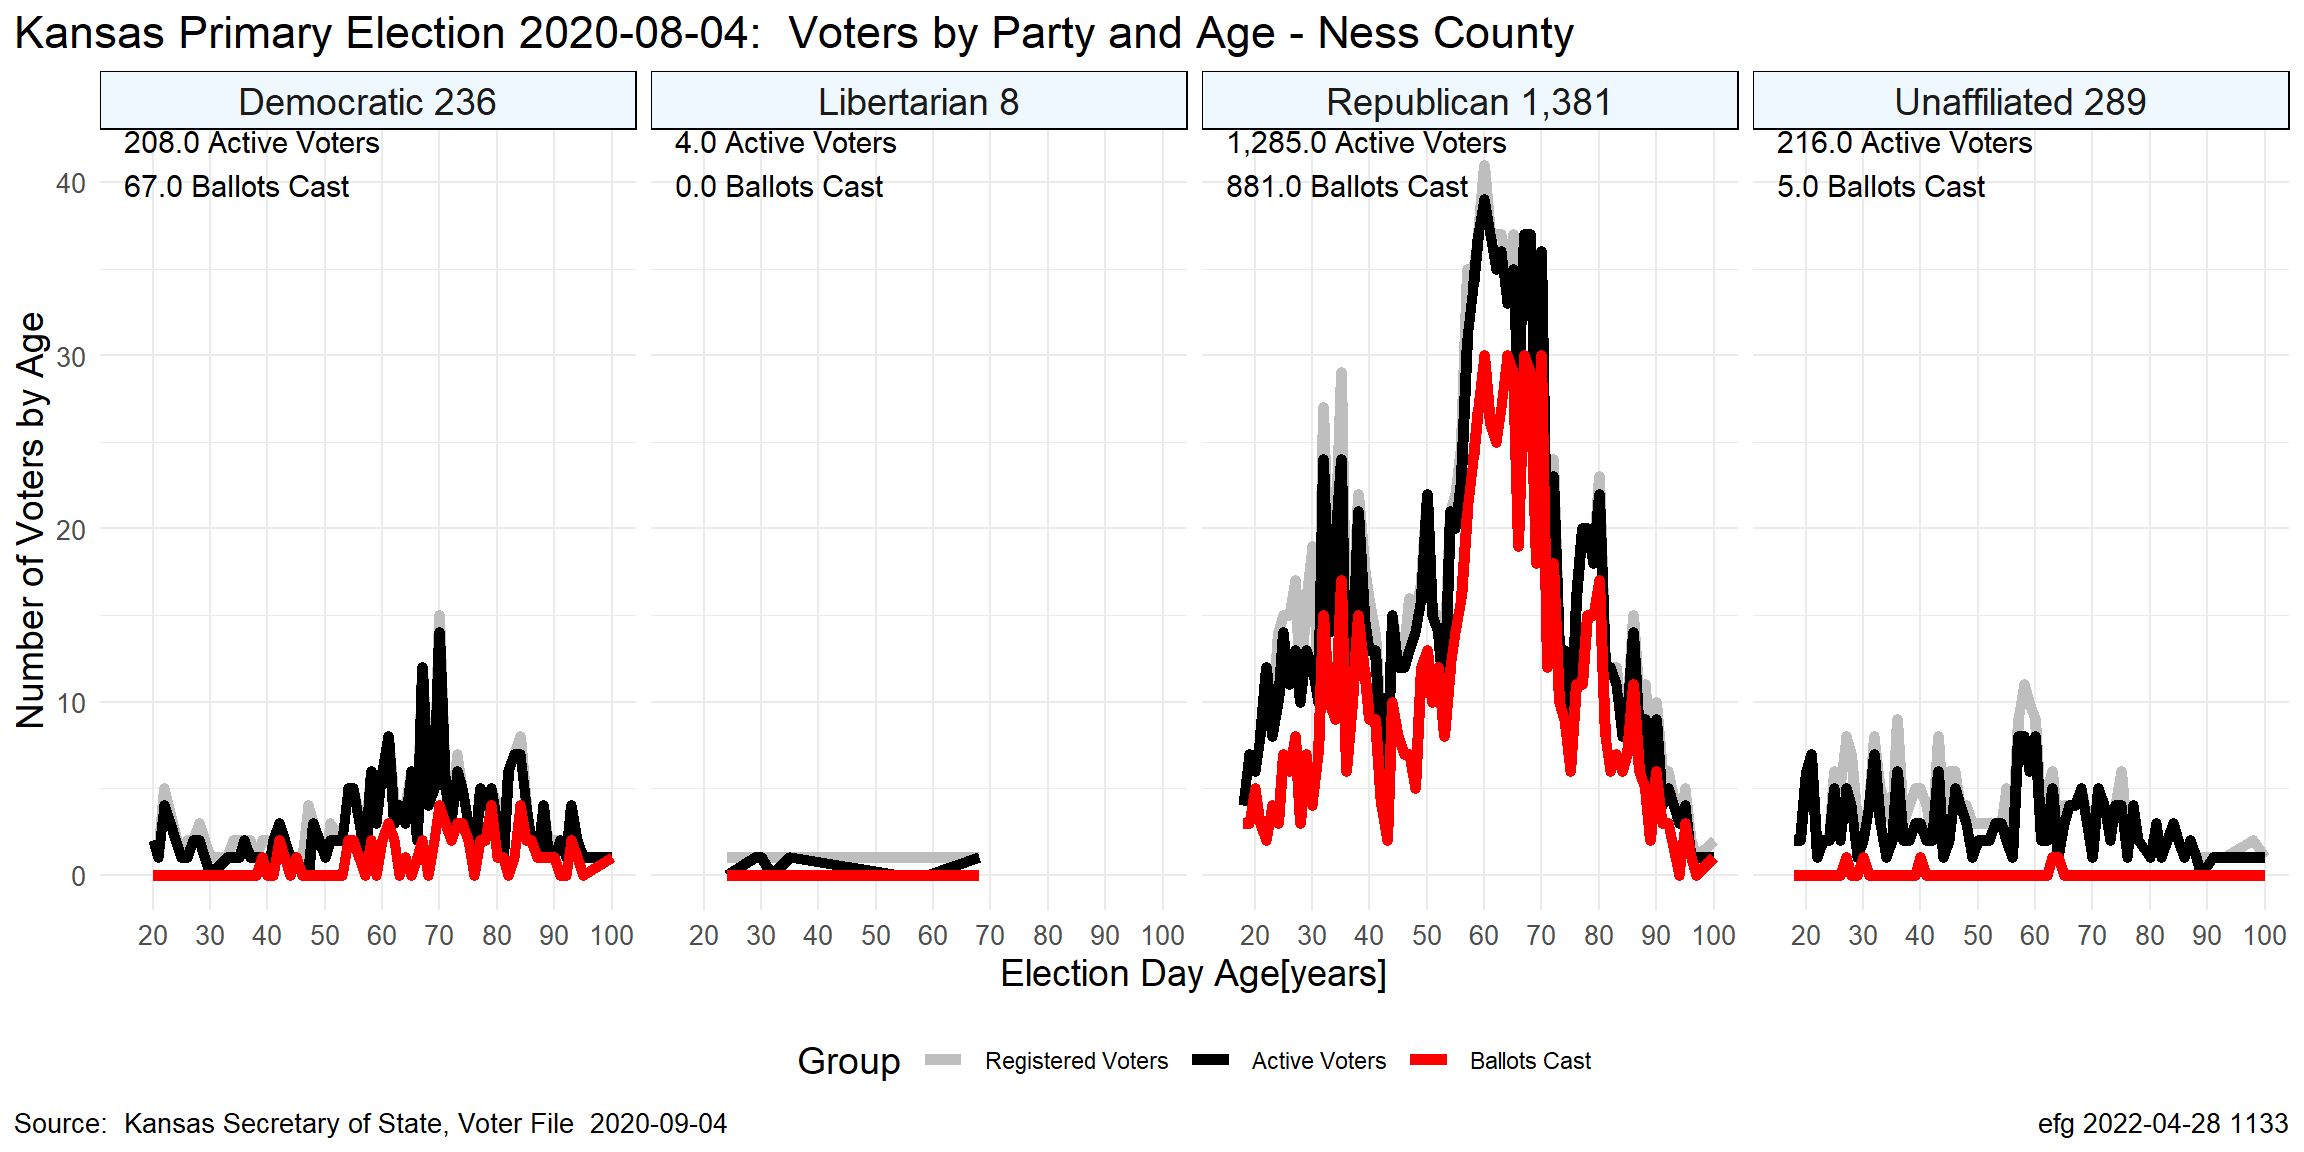 Kansas Primary Election 2020-08-04:  Voters by Party and Age - Ness County
Democratic 236
Libertarian 8
Republican 1,381
Unaffiliated 289
208.0 Active Voters
67.0 Ballots Cast
4.0 Active Voters
0.0 Ballots Cast
1,285.0 Active Voters
881.0 Ballots Cast
216.0 Active Voters
5.0 Ballots Cast
Number of Voters by Age
40
30
20
10
0
20 30 40 50 60 70 80 90 100
20 30 40 50 60 70 80 90 100
20 30 40 50 60 70 80 90 100
20 30 40 50 60 70 80 90 100
Election Day Age[years]
Group Registered Voters Active Voters Ballots Cast
Source:  Kansas Secretary of State, Voter File  2020-09-04
efg 2022-04-28 1133